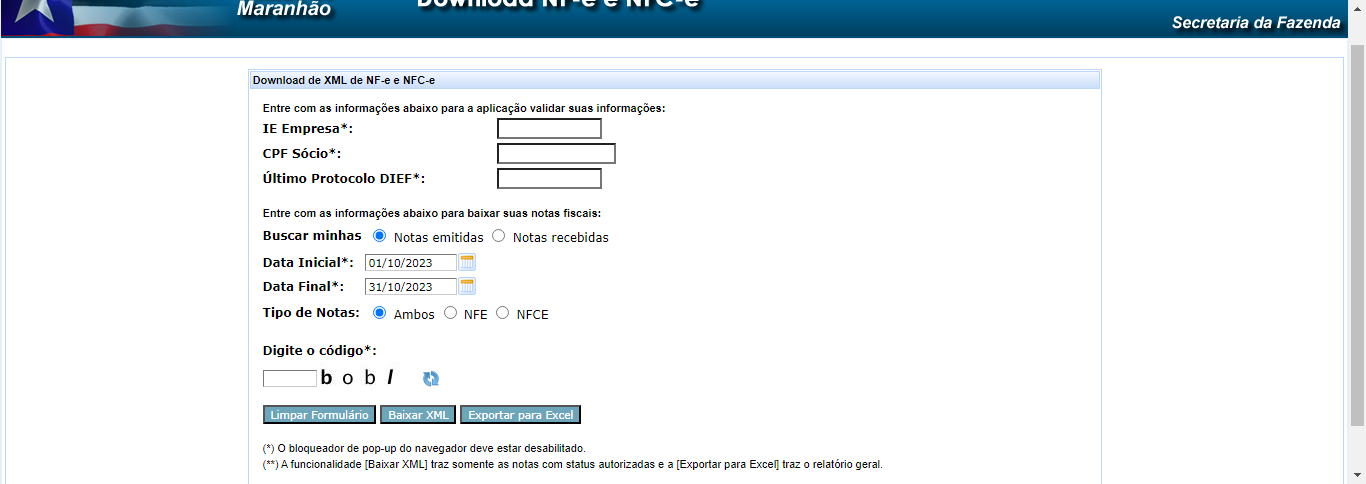 Maranhão
Download NF-e e NFC-e
Secretaria da Fazenda
Download de XML de NF-e e NFC-e
Entre com as informações abaixo para a aplicação validar suas informações:
IE Empresa*:
CPF Sócio*:
Último Protocolo DIEF*:
Entre com as informações abaixo para baixar suas notas fiscais:
Buscar minhas Notas emitidas Notas recebidas
Data Inicial*: 01/10/2023
Data Final*: 31/10/2023
Tipo de Notas: Ambos NFE NFCE
Digite o código*:
b o b l
Limpar Formulário Baixar XML Exportar para Excel
(*) O bloqueador de pop-up do navegador deve estar desabilitado.
(**) A funcionalidade [Baixar XML] traz somente as notas com status autorizadas e a [Exportar para Excel] traz o relatório geral.